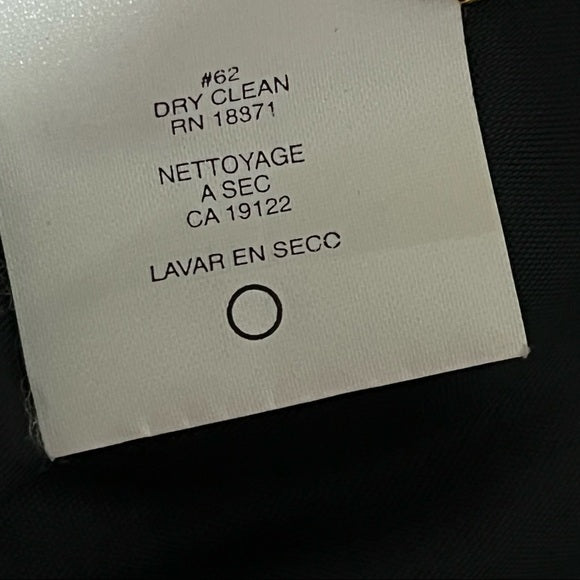 #62
DRY CLEAN
RN 18871
NETTOYAGE
A SEC
CA 19122
LAVAR EN SECO